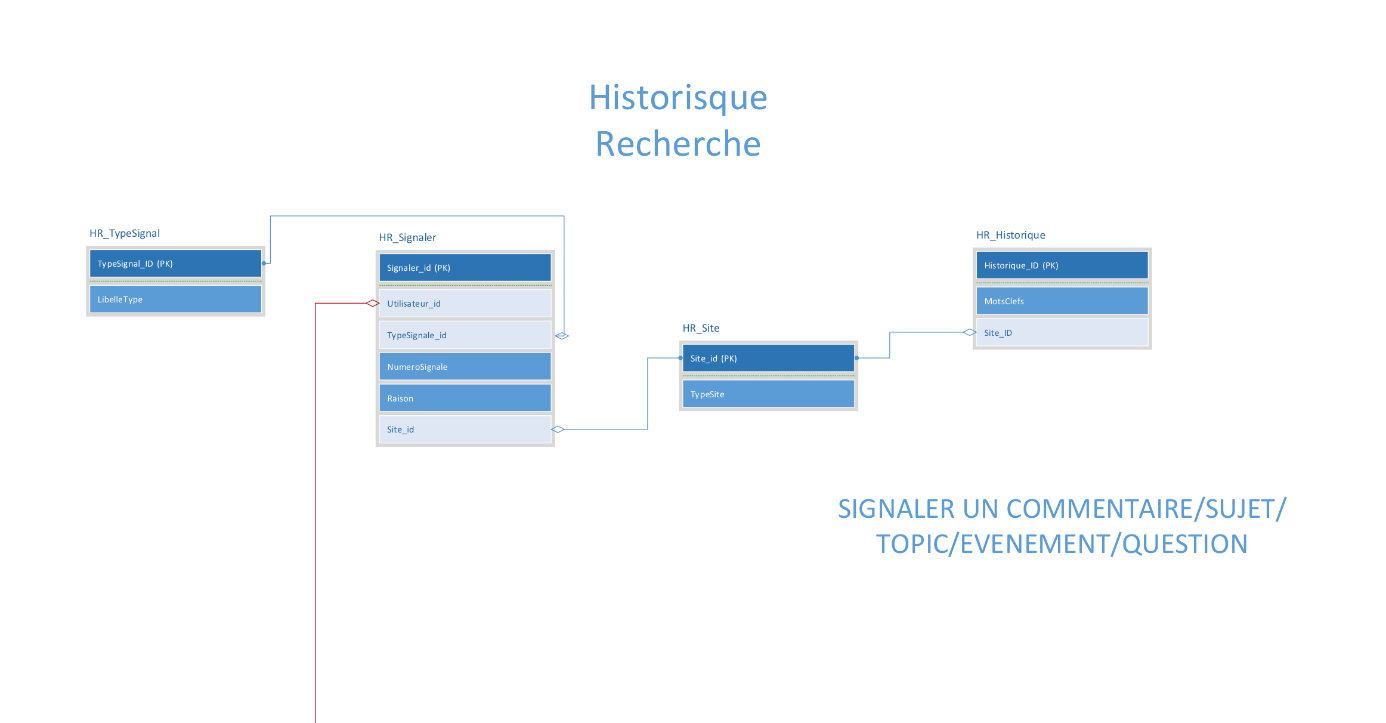 Historisque
Recherche
HR_TypeSignal
TypeSignal_ID (PK)
LibelleType
HR_Signaler
Signaler_id (PK)
Utilisateur_id
TypeSignale_id
NumeroSignale
Raison
Site_id
HR_Site
Site_id (PK)
TypeSite
HR_Historique
Historique_ID (PK)
MotsClefs
Site_ID
SIGNALER UN COMMENTAIRE/SUJET/
TOPIC/EVENEMENT/QUESTION